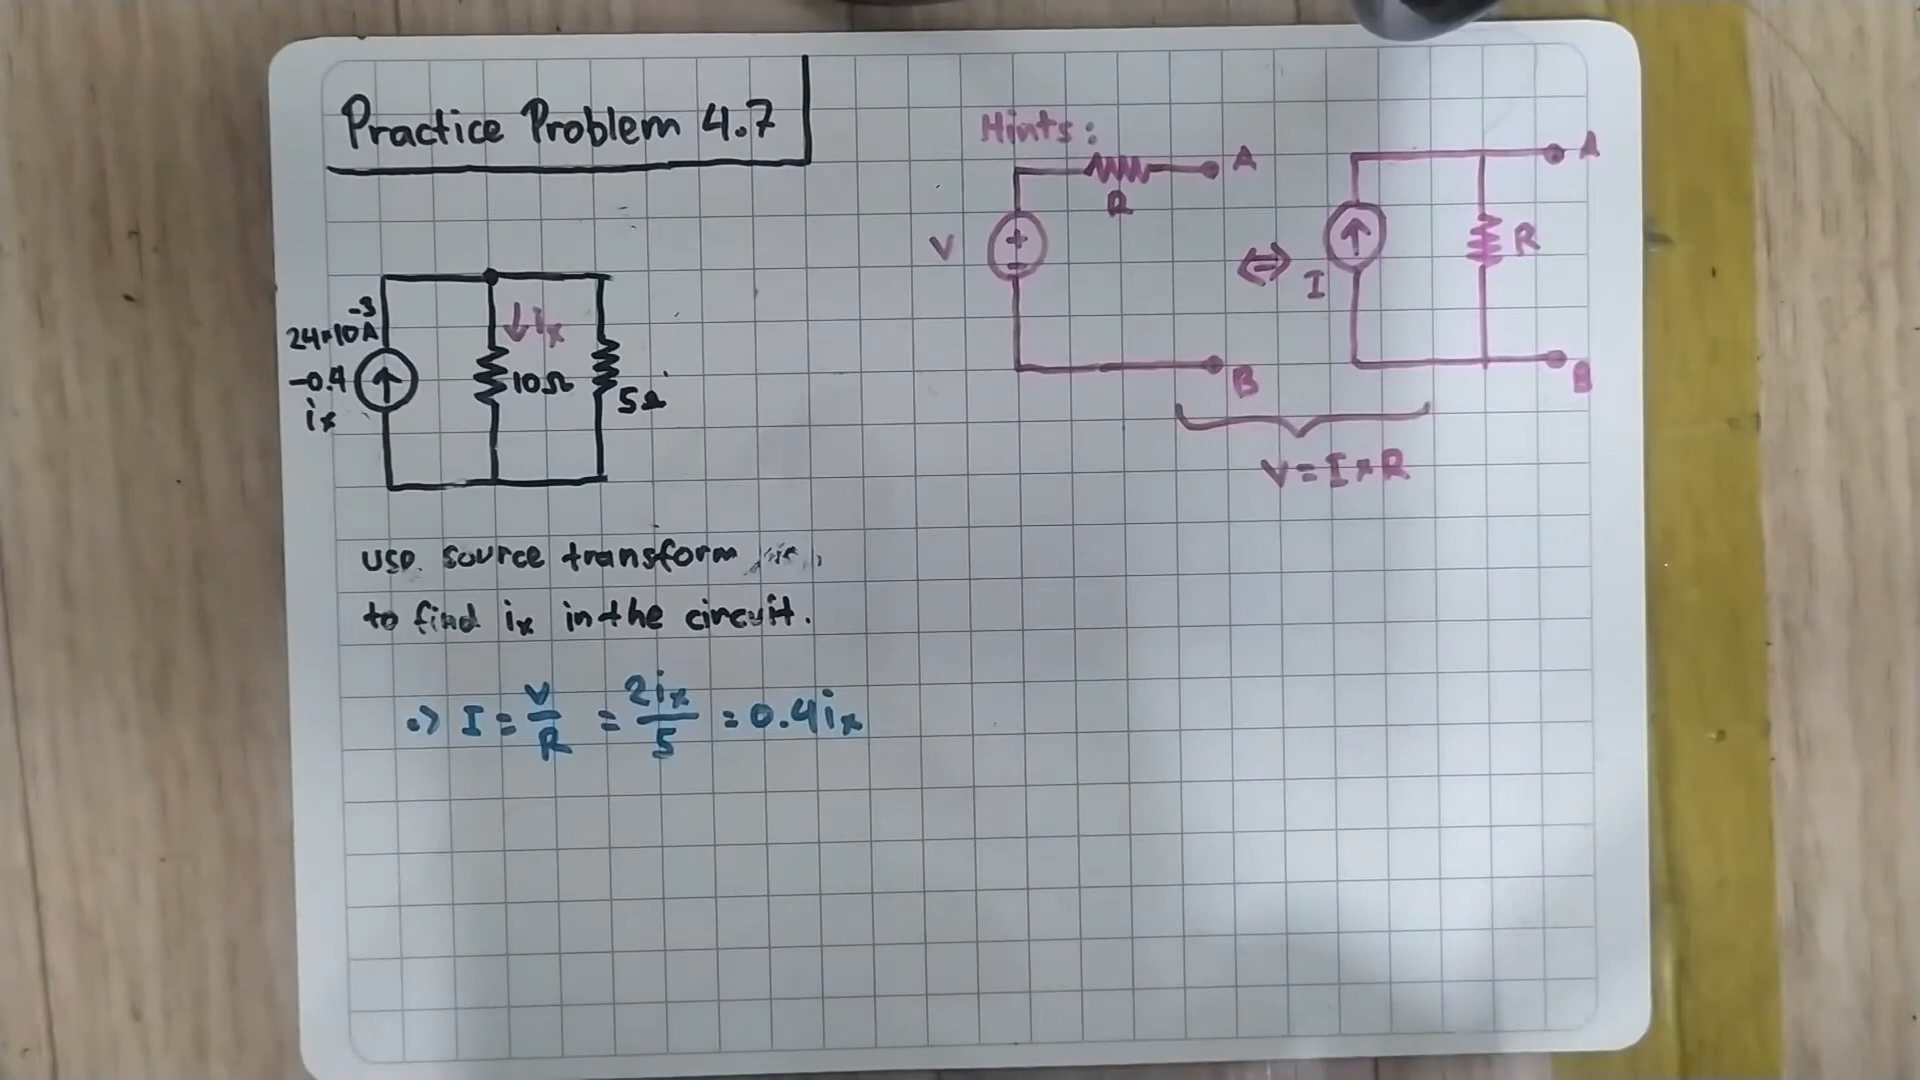 Practice Problem 4.7
Hints:
R
A
V
+
-
B
⇔
I
R
A
B
V = I × R
24×10⁻³A
-0.4
ix
↓ix
10Ω
5Ω
use source transform
to find ix in the circuit.
∴) I = V/R = 2ix/5 = 0.4ix